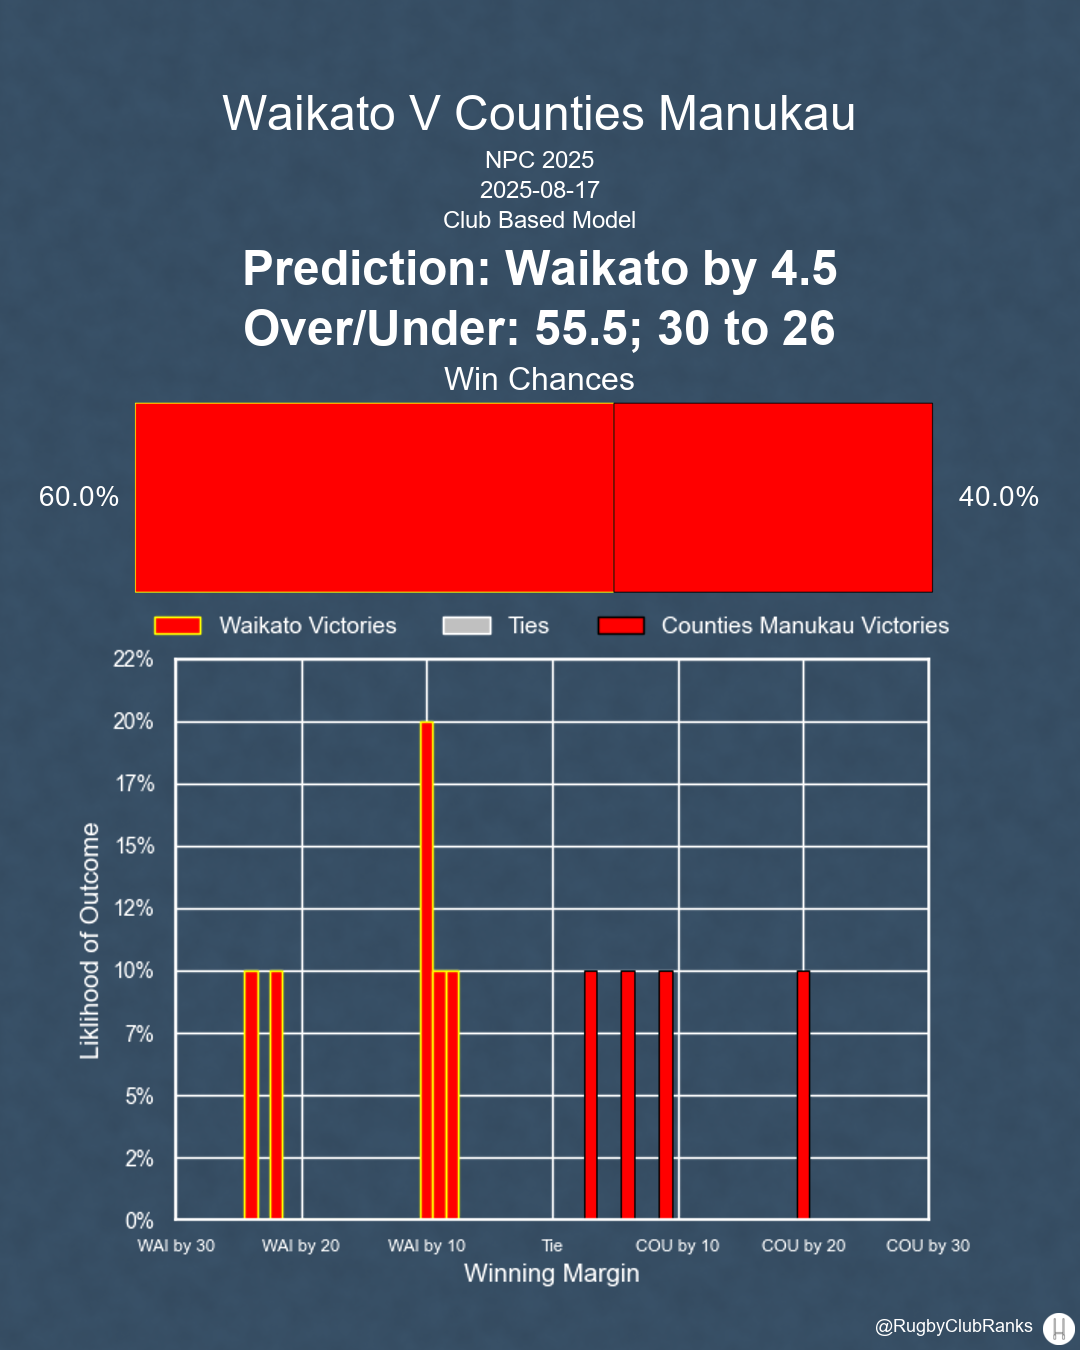 Waikato V Counties Manukau
NPC 2025
2025-08-17
Club Based Model
Prediction: Waikato by 4.5
Over/Under: 55.5; 30 to 26
Win Chances
60.0%
40.0%
Waikato Victories
Ties
Counties Manukau Victories
22%
20%
17%
15%
12%
10%
7%
5%
2%
0%
Liklihood of Outcome
WAI by 30
WAI by 20
WAI by 10
Tie
COU by 10
COU by 20
COU by 30
Winning Margin
@RugbyClubRanks